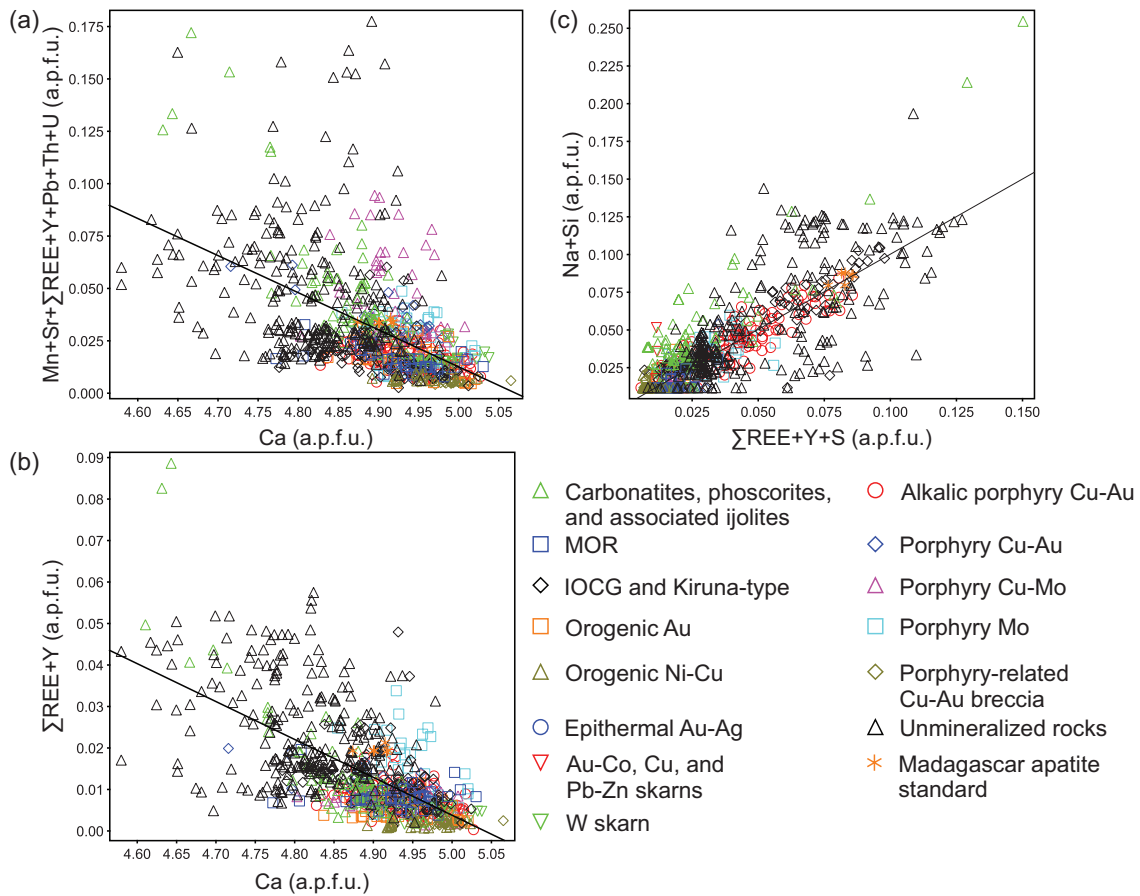 (a)
Mn+Sr+∑REE+Y+Pb+Th+U (a.p.f.u.)
0.175
0.150
0.125
0.100
0.075
0.050
0.025
0.000
4.60 4.65 4.70 4.75 4.80 4.85 4.90 4.95 5.00 5.05
Ca (a.p.f.u.)
(c)
Na+Si (a.p.f.u.)
0.250
0.225
0.200
0.175
0.150
0.125
0.100
0.075
0.050
0.025
0.025 0.050 0.075 0.100 0.125 0.150
∑REE+Y+S (a.p.f.u.)
(b)
∑REE+Y (a.p.f.u.)
0.09
0.08
0.07
0.06
0.05
0.04
0.03
0.02
0.01
0.00
4.60 4.65 4.70 4.75 4.80 4.85 4.90 4.95 5.00 5.05
Ca (a.p.f.u.)
Carbonatites, phoscorites,
and associated ijolites
MOR
IOCG and Kiruna-type
Orogenic Au
Orogenic Ni-Cu
Epithermal Au-Ag
Au-Co, Cu, and
Pb-Zn skarns
W skarn
Alkalic porphyry Cu-Au
Porphyry Cu-Au
Porphyry Cu-Mo
Porphyry Mo
Porphyry-related
Cu-Au breccia
Unmineralized rocks
Madagascar apatite
standard